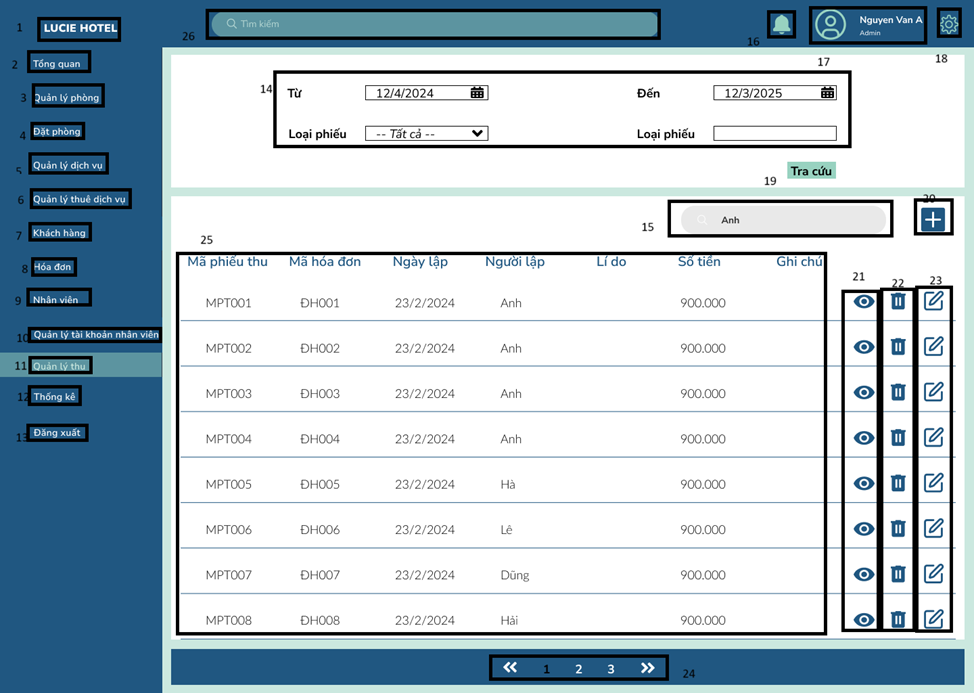 1 LUCIE HOTEL
26 Tìm kiếm
16
Nguyen Van A
Admin
17
18
2 Tổng quan
3 Quản lý phòng
4 Đặt phòng
5 Quản lý dịch vụ
6 Quản lý thuê dịch vụ
7 Khách hàng
8 Hóa đơn
9 Nhân viên
10 Quản lý tài khoản nhân viên
11 Quản lý thu
12 Thống kê
13 Đăng xuất
14 Từ 12/4/2024 Đến 12/3/2025
Loại phiếu -- Tất cả -- Loại phiếu
19 Tra cứu
15 Anh
20
25
21 22 23
Mã phiếu thu Mã hóa đơn Ngày lập Người lập Lí do Số tiền Ghi chú
MPT001 ĐH001 23/2/2024 Anh 900.000
MPT002 ĐH002 23/2/2024 Anh 900.000
MPT003 ĐH003 23/2/2024 Anh 900.000
MPT004 ĐH004 23/2/2024 Anh 900.000
MPT005 ĐH005 23/2/2024 Hà 900.000
MPT006 ĐH006 23/2/2024 Lê 900.000
MPT007 ĐH007 23/2/2024 Dũng 900.000
MPT008 ĐH008 23/2/2024 Hải 900.000
1 2 3
24